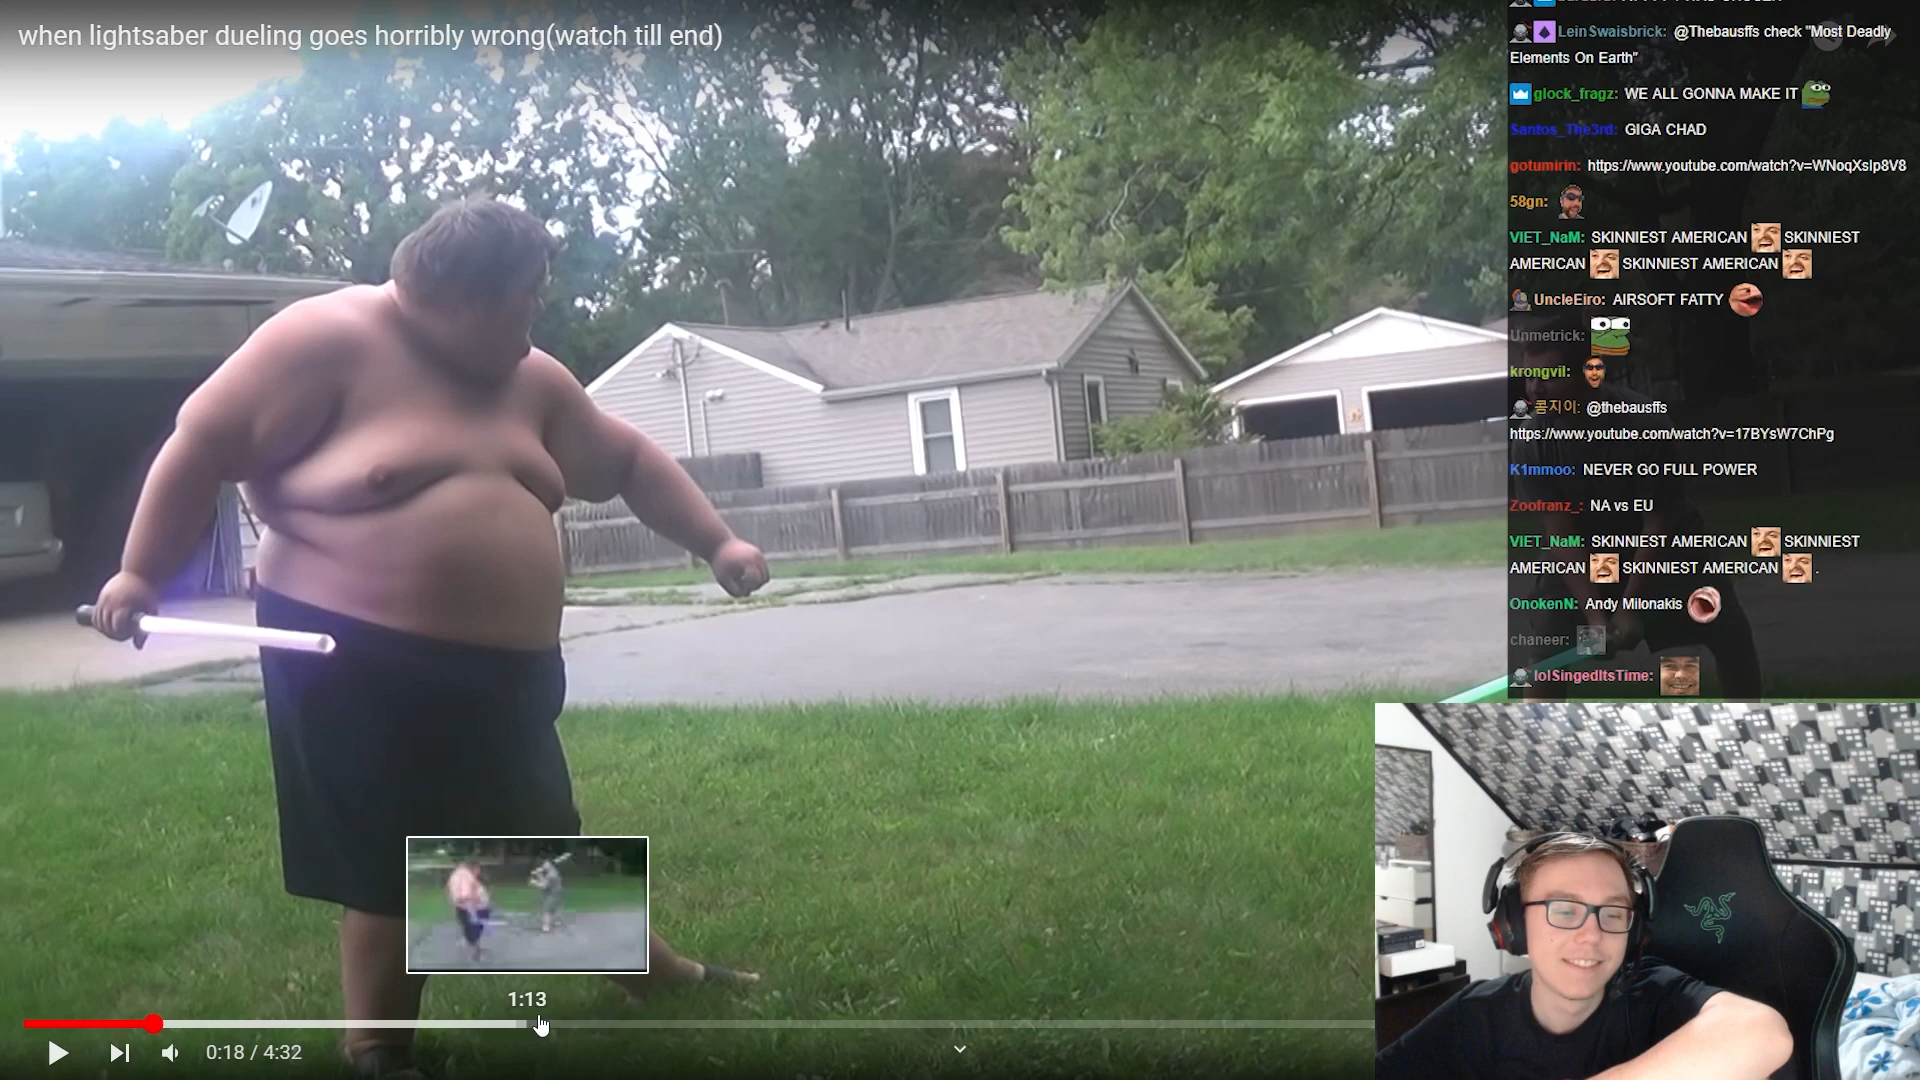 when lightsaber dueling goes horribly wrong(watch till end)
LeinSwaisbrick: @Thebausffs check "Most Deadly
Elements On Earth"
glock_fragz: WE ALL GONNA MAKE IT
Santos_The3rd: GIGA CHAD
gotumirin: https://www.youtube.com/watch?v=WNoqXslp8V8
58gn:
VIET_NaM: SKINNIEST AMERICAN SKINNIEST
AMERICAN SKINNIEST AMERICAN
UncleEiro: AIRSOFT FATTY
Unmetrick:
krongvil:
콤지이: @thebausffs
https://www.youtube.com/watch?v=17BYsW7ChPg
K1mmoo: NEVER GO FULL POWER
Zoofranz_: NA vs EU
VIET_NaM: SKINNIEST AMERICAN SKINNIEST
AMERICAN SKINNIEST AMERICAN .
OnokenN: Andy Milonakis
chaneer:
lolSingedItsTime:
1:13
0:18 / 4:32